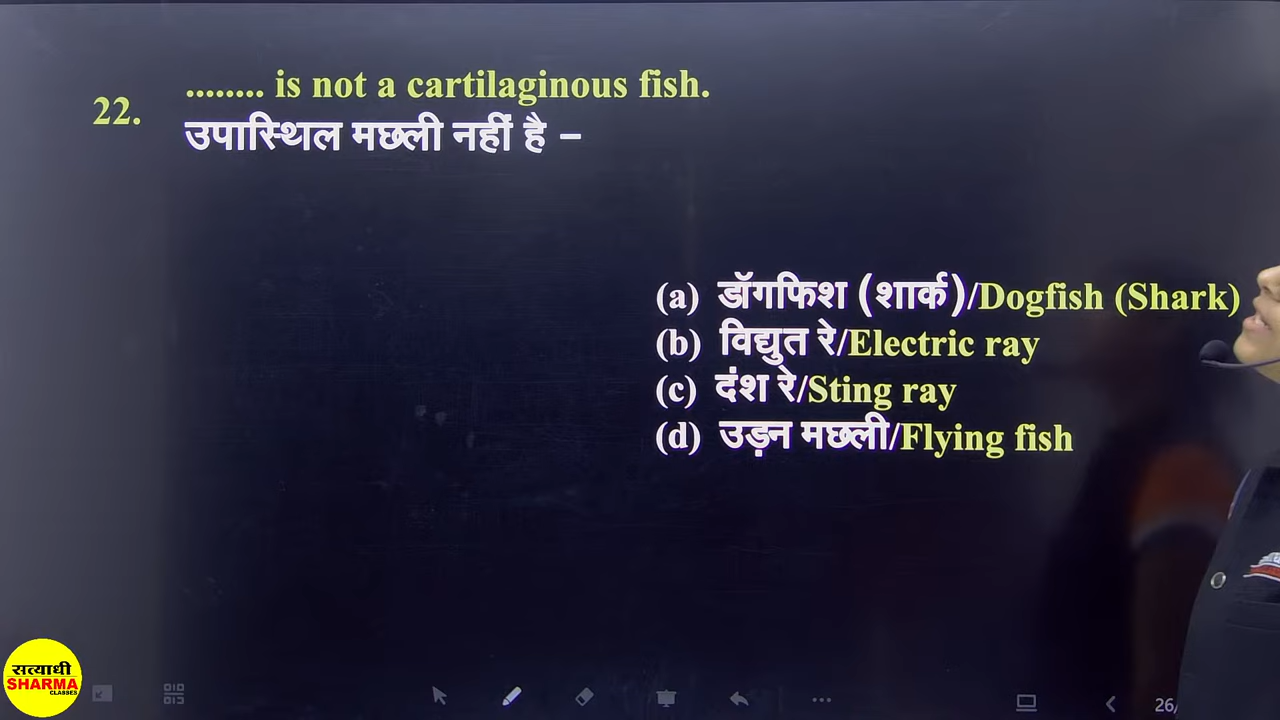 22.
........ is not a cartilaginous fish.
उपास्थिल मछली नहीं है –
(a) डॉगफिश (शार्क)/Dogfish (Shark)
(b) विद्युत रे/Electric ray
(c) दंश रे/Sting ray
(d) उड़न मछली/Flying fish
सत्याधी
SHARMA
CLASSES
26/